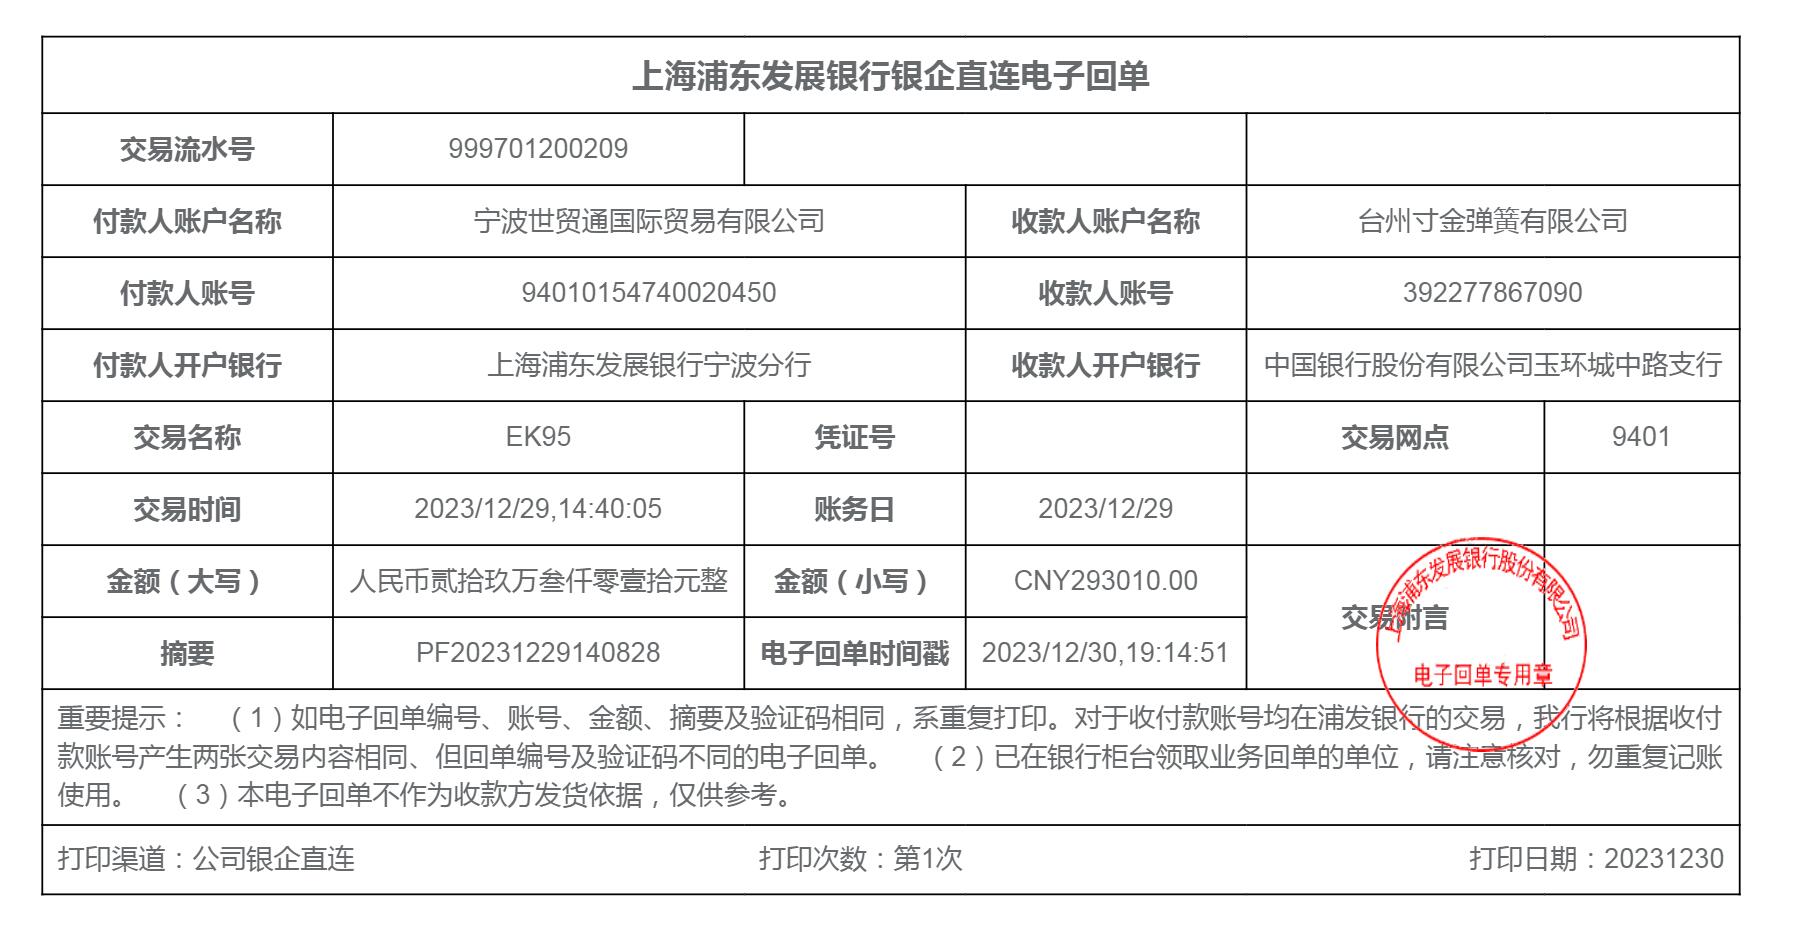 上海浦东发展银行银企直连电子回单
交易流水号 999701200209
付款人账户名称 宁波世贸通国际贸易有限公司 收款人账户名称 台州寸金弹簧有限公司
付款人账号 94010154740020450 收款人账号 392277867090
付款人开户银行 上海浦东发展银行宁波分行 收款人开户银行 中国银行股份有限公司玉环城中路支行
交易名称 EK95 凭证号 交易网点 9401
交易时间 2023/12/29,14:40:05 账务日 2023/12/29
金额（大写） 人民币贰拾玖万叁仟零壹拾元整 金额（小写） CNY293010.00
交易附言
摘要 PF20231229140828 电子回单时间戳 2023/12/30,19:14:51
上海浦东发展银行股份有限公司
电子回单专用章
重要提示： （1）如电子回单编号、账号、金额、摘要及验证码相同，系重复打印。对于收付款账号均在浦发银行的交易，我行将根据收付
款账号产生两张交易内容相同、但回单编号及验证码不同的电子回单。 （2）已在银行柜台领取业务回单的单位，请注意核对，勿重复记账
使用。 （3）本电子回单不作为收款方发货依据，仅供参考。
打印渠道：公司银企直连 打印次数：第1次 打印日期：20231230